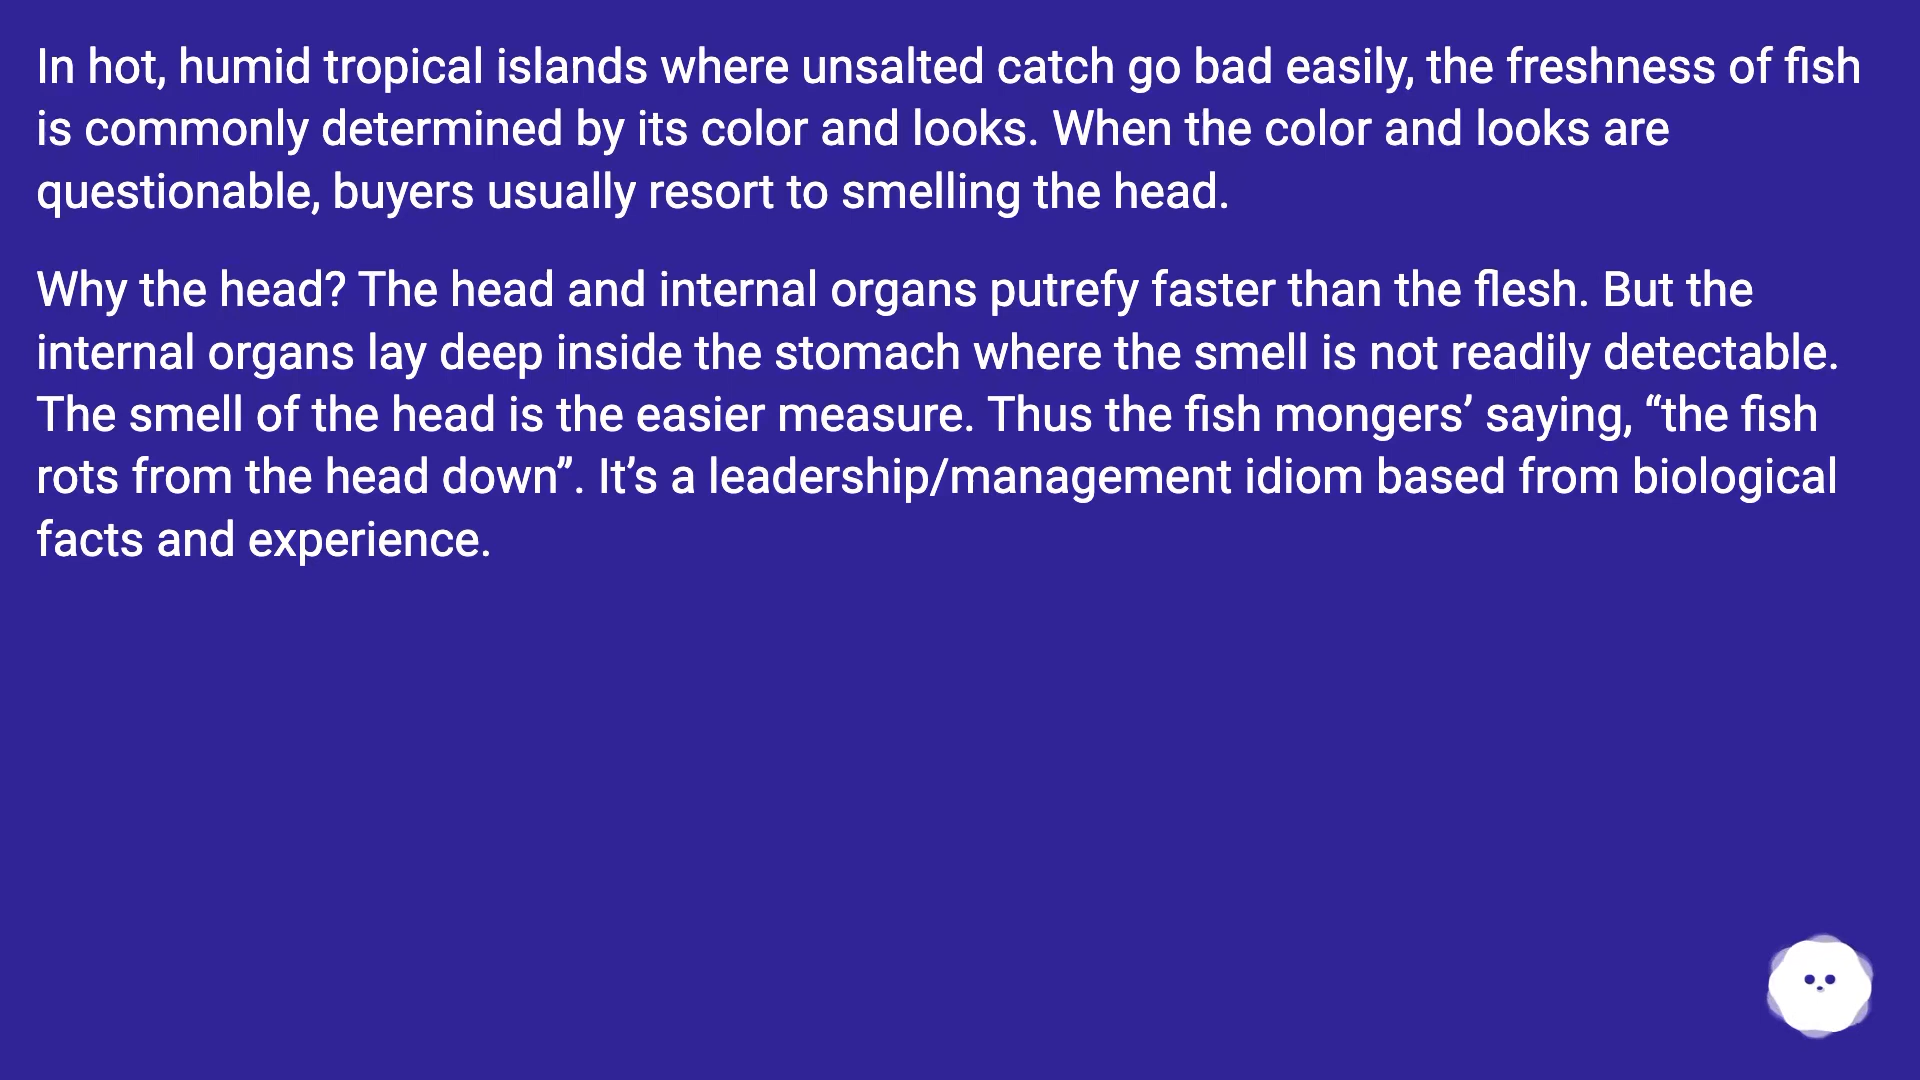 In hot, humid tropical islands where unsalted catch go bad easily, the freshness of fish
is commonly determined by its color and looks. When the color and looks are
questionable, buyers usually resort to smelling the head.
Why the head? The head and internal organs putrefy faster than the flesh. But the
internal organs lay deep inside the stomach where the smell is not readily detectable.
The smell of the head is the easier measure. Thus the fish mongers’ saying, “the fish
rots from the head down”. It’s a leadership/management idiom based from biological
facts and experience.